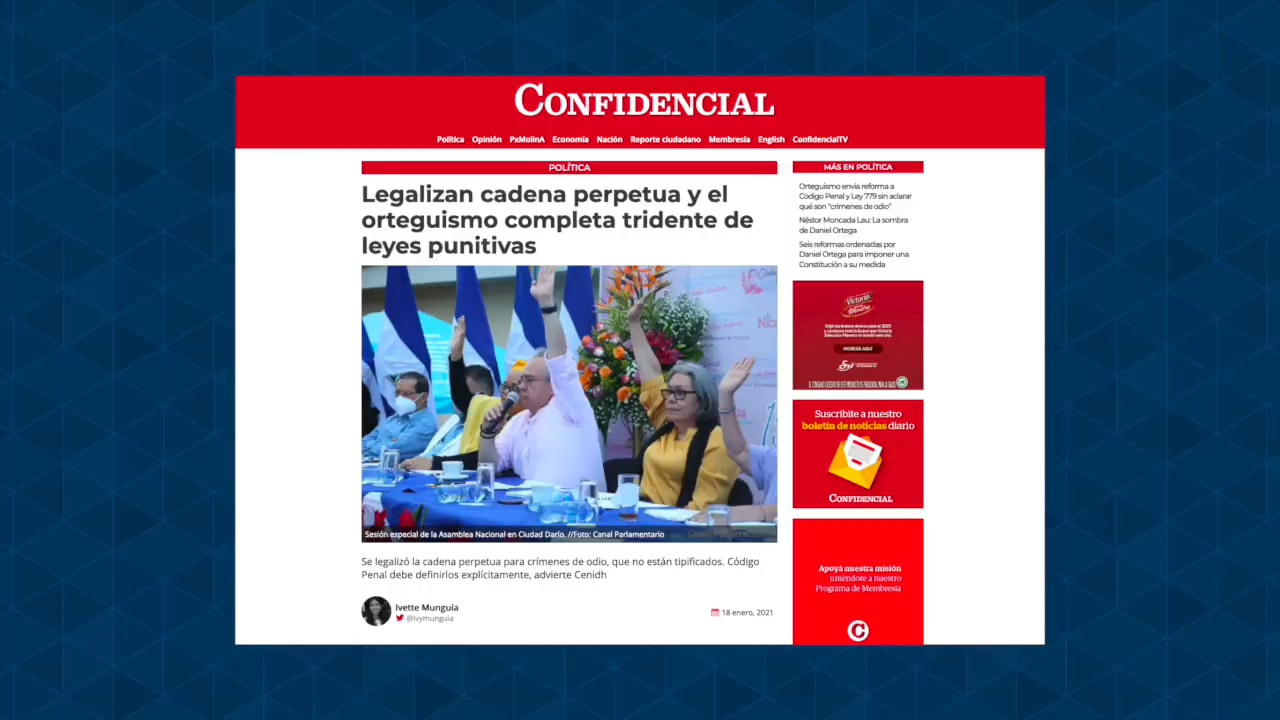 CONFIDENCIAL
Política Opinión PxMolinA Economía Nación Reporte ciudadano Membresía English ConfidencialTV
POLÍTICA
Legalizan cadena perpetua y el
orteguismo completa tridente de
leyes punitivas
Sesión especial de la Asamblea Nacional en Ciudad Darío. //Foto: Canal Parlamentario
Se legalizó la cadena perpetua para crímenes de odio, que no están tipificados. Código
Penal debe definirlos explícitamente, advierte Cenidh
Ivette Munguía
@ivymunguia
18 enero, 2021
MÁS EN POLÍTICA
Orteguismo envía reforma a
Código Penal y Ley 779 sin aclarar
qué son "crímenes de odio"
Néstor Moncada Lau: La sombra
de Daniel Ortega
Seis reformas ordenadas por
Daniel Ortega para imponer una
Constitución a su medida
Victoria
INGRESÁ AQUÍ
Suscribite a nuestro
boletín de noticias diario
CONFIDENCIAL
Apoyá nuestra misión
uniéndote a nuestro
Programa de Membresía
C